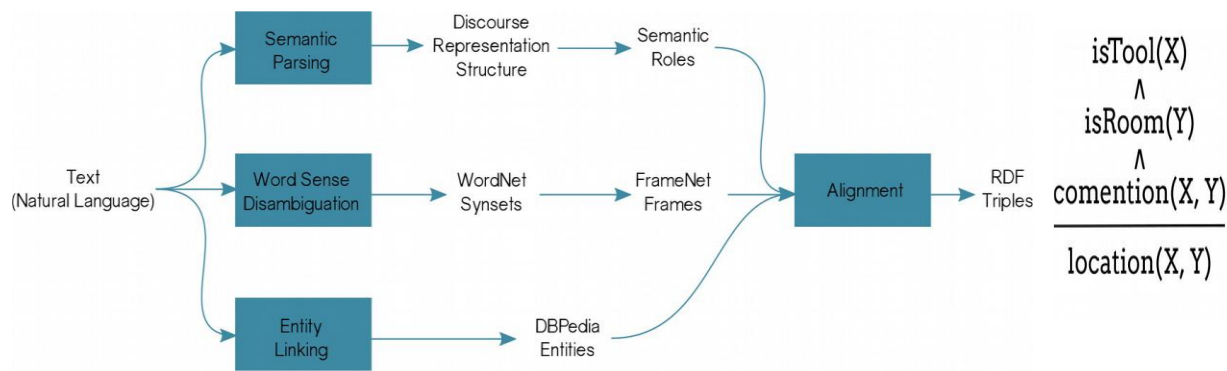 Text
(Natural Language)
Semantic
Parsing
Discourse
Representation
Structure
Semantic
Roles
Word Sense
Disambiguation
WordNet
Synsets
FrameNet
Frames
Entity
Linking
DBPedia
Entities
Alignment
RDF
Triples
isTool(X)
∧
isRoom(Y)
∧
comention(X, Y)
location(X, Y)